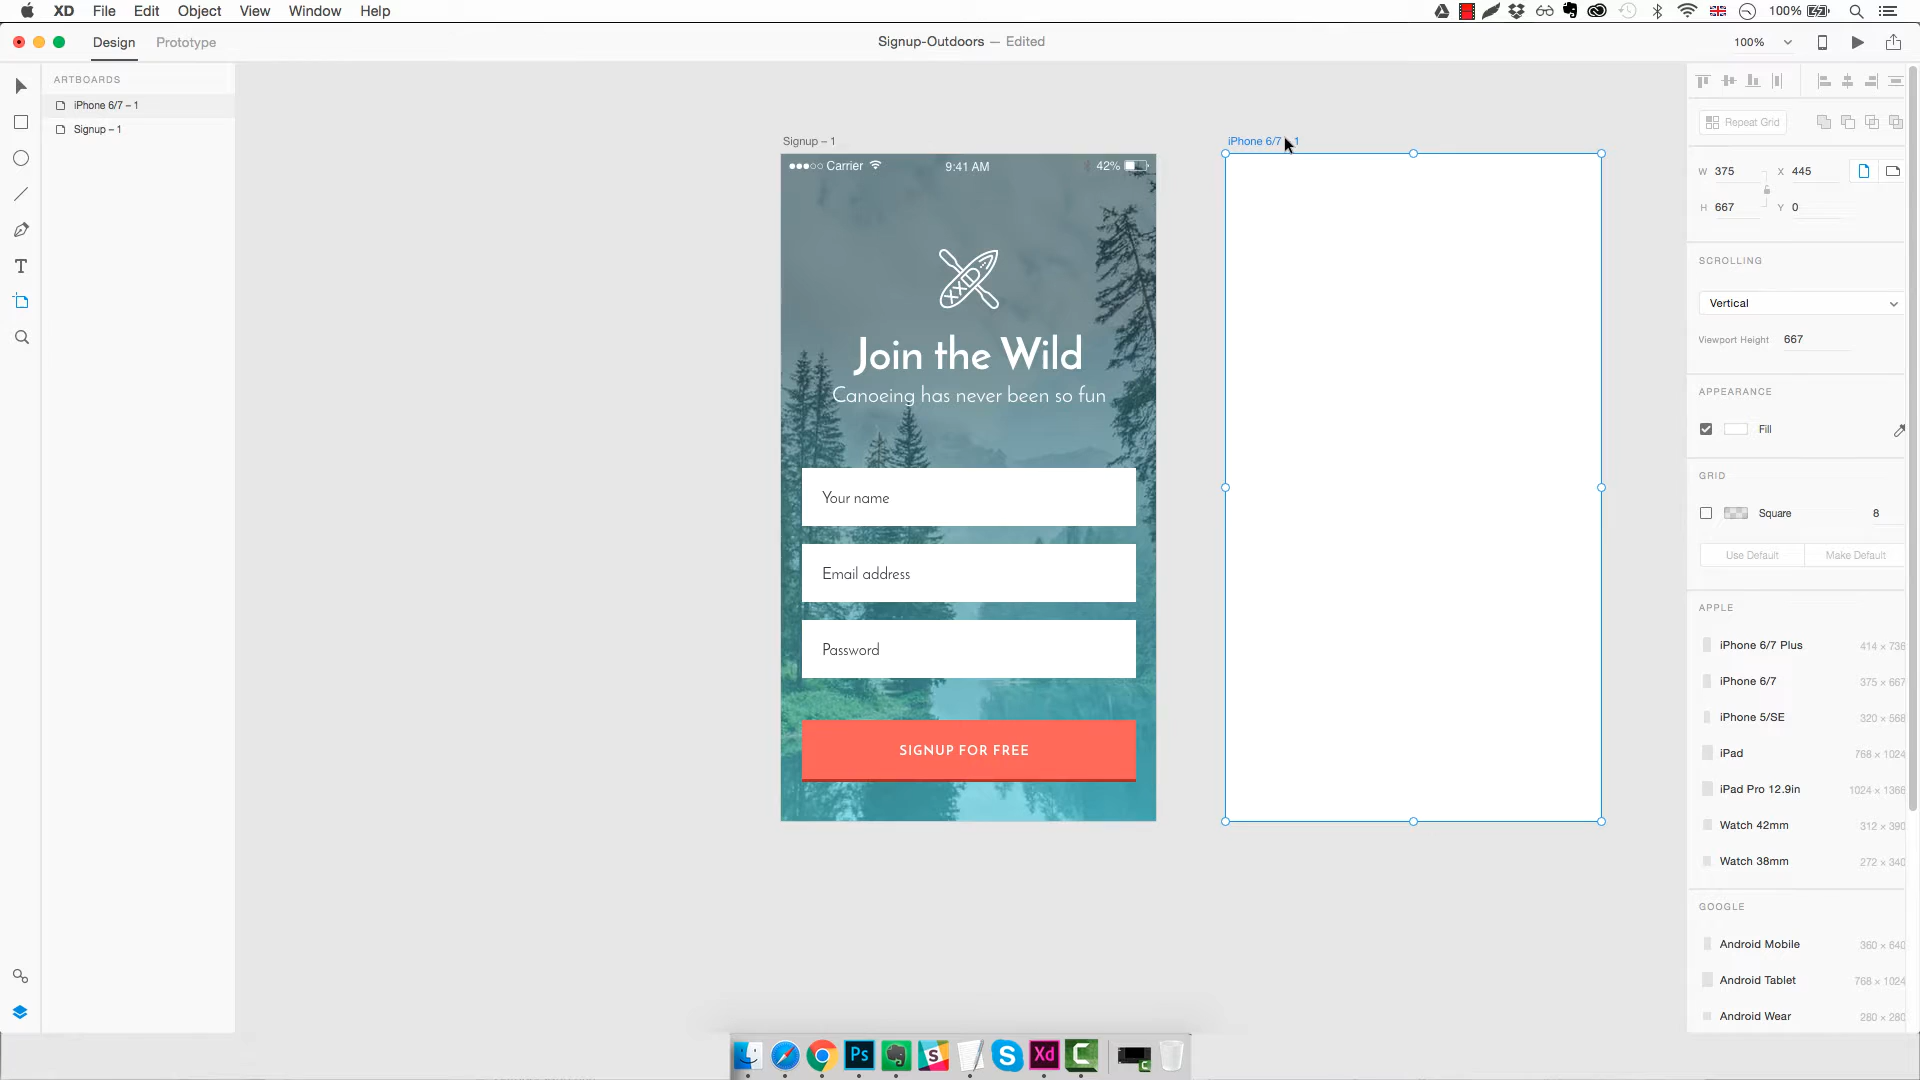 XD File Edit Object View Window Help
100%
Design Prototype
Signup-Outdoors — Edited
100%
ARTBOARDS
iPhone 6/7 – 1
Signup – 1
Signup – 1
iPhone 6/7 – 1
Carrier
9:41 AM
42%
Join the Wild
Canoeing has never been so fun
Your name
Email address
Password
SIGNUP FOR FREE
Repeat Grid
W 375 X 445
H 667 Y 0
SCROLLING
Vertical
Viewport Height 667
APPEARANCE
Fill
GRID
Square 8
Use Default Make Default
APPLE
iPhone 6/7 Plus 414 × 736
iPhone 6/7 375 × 667
iPhone 5/SE 320 × 568
iPad 768 × 1024
iPad Pro 12.9in 1024 × 1366
Watch 42mm 312 × 390
Watch 38mm 272 × 340
GOOGLE
Android Mobile 360 × 640
Android Tablet 768 × 1024
Android Wear 280 × 280
Ps
S
S
Xd
C